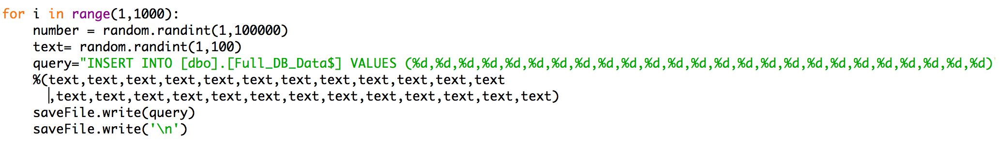 for i in range(1,1000):
    number = random.randint(1,100000)
    text= random.randint(1,100)
    query="INSERT INTO [dbo].[Full_DB_Data$] VALUES (%d,%d,%d,%d,%d,%d,%d,%d,%d,%d,%d,%d,%d,%d,%d,%d,%d,%d,%d,%d,%d,%d,%d,%d,%d)"
    %(text,text,text,text,text,text,text,text,text,text,text,text
      ,text,text,text,text,text,text,text,text,text,text,text,text,text)
    saveFile.write(query)
    saveFile.write('\n')